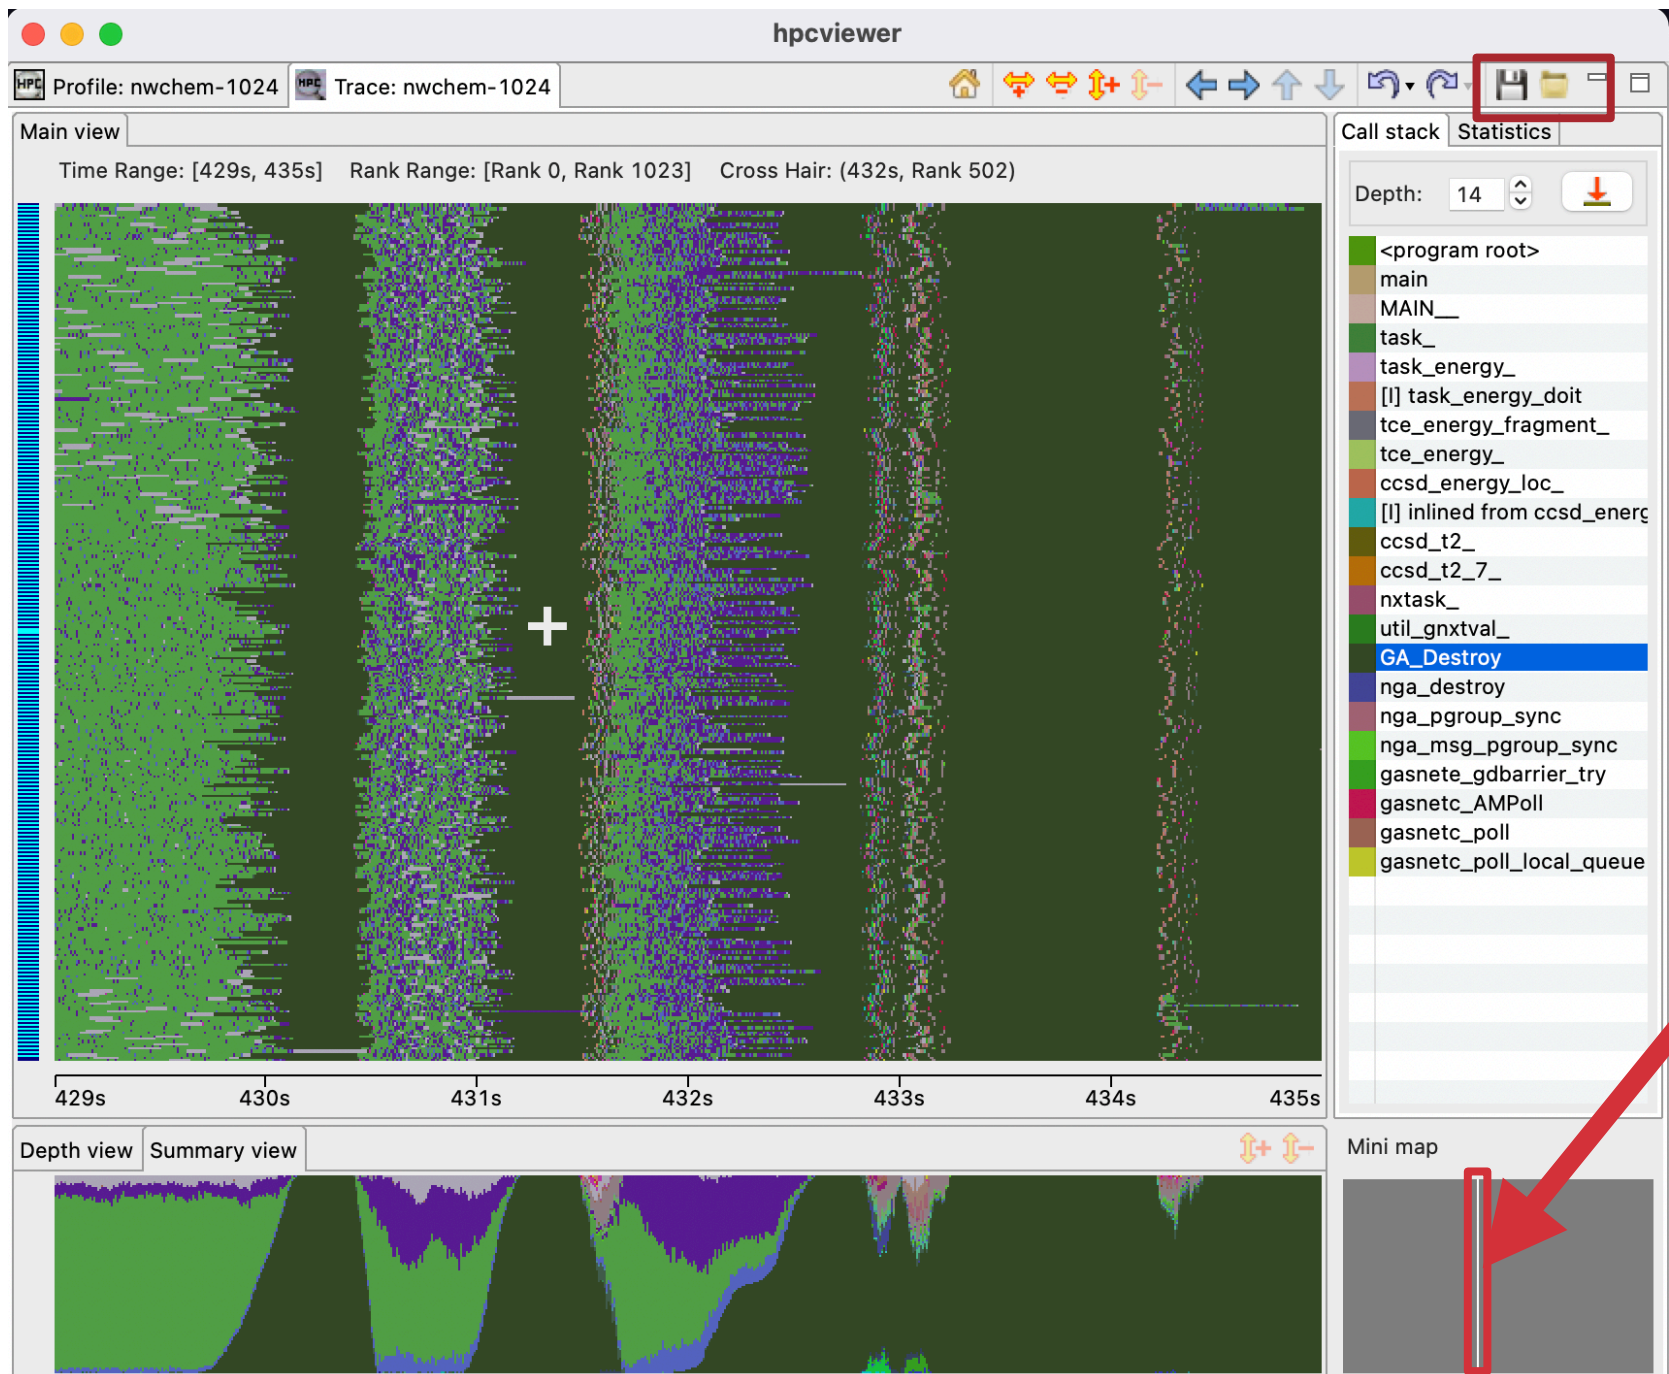 hpcviewer
Profile: nwchem-1024
Trace: nwchem-1024
Main view
Time Range: [429s, 435s] Rank Range: [Rank 0, Rank 1023] Cross Hair: (432s, Rank 502)
429s 430s 431s 432s 433s 434s 435s
Call stack Statistics
Depth: 14
<program root>
main
MAIN__
task_
task_energy_
[I] task_energy_doit
tce_energy_fragment_
tce_energy_
ccsd_energy_loc_
[I] inlined from ccsd_energ
ccsd_t2_
ccsd_t2_7_
nxtask_
util_gnxtval_
GA_Destroy
nga_destroy
nga_pgroup_sync
nga_msg_pgroup_sync
gasnete_gdbarrier_try
gasnetc_AMPoll
gasnetc_poll
gasnetc_poll_local_queue
Depth view Summary view
Mini map